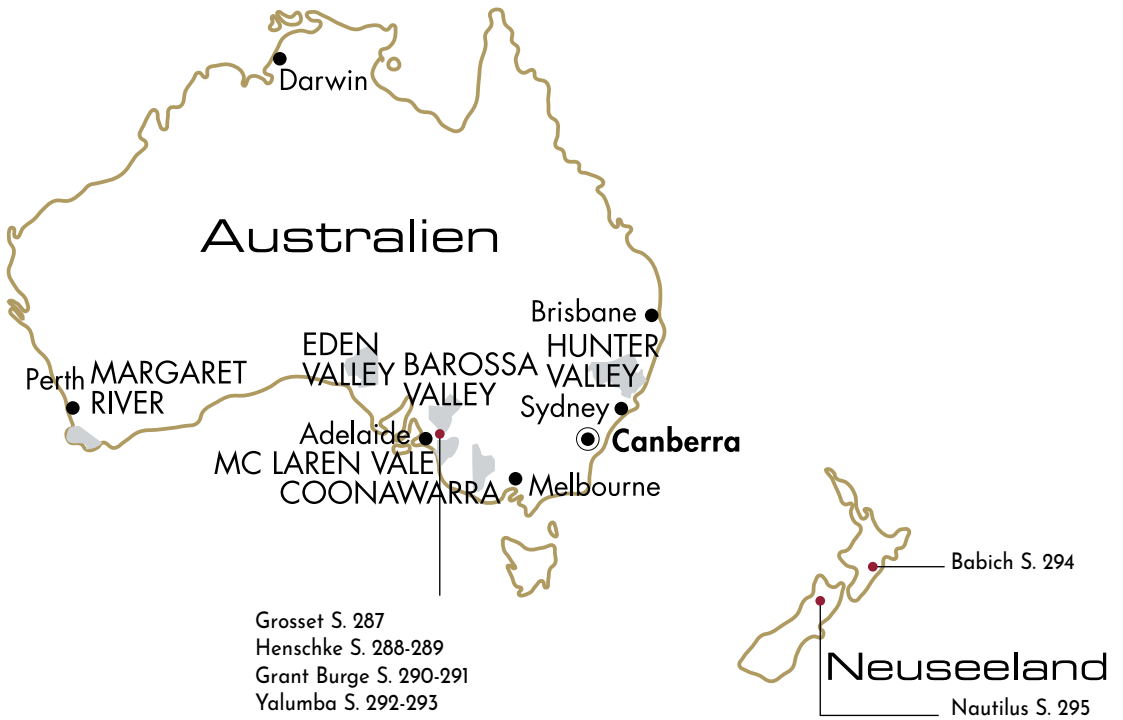 Darwin
Australien
Brisbane
EDEN
VALLEY
BAROSSA
VALLEY
HUNTER
VALLEY
Perth
MARGARET
RIVER
Sydney
Adelaide
Canberra
MC LAREN VALE
COONAWARRA
Melbourne
Babich S. 294
Grosset S. 287
Henschke S. 288-289
Grant Burge S. 290-291
Yalumba S. 292-293
Neuseeland
Nautilus S. 295